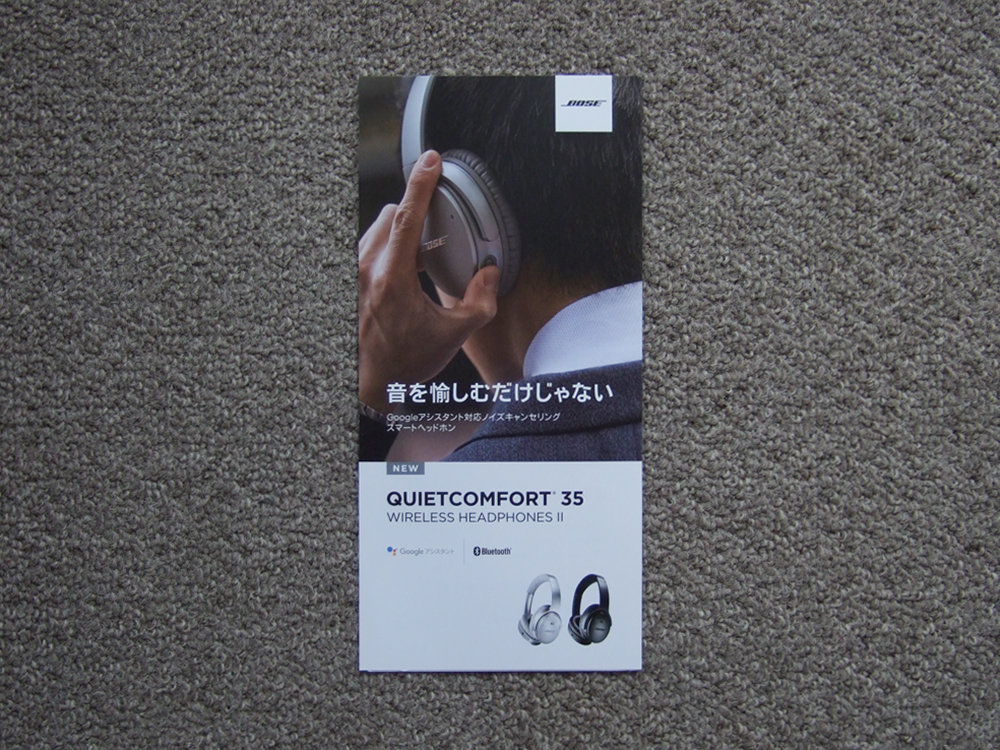 BOSE
BOSE
音を愉しむだけじゃない
Googleアシスタント対応ノイズキャンセリング
スマートヘッドホン
NEW
QUIETCOMFORT® 35
WIRELESS HEADPHONES II
Google アシスタント
Bluetooth®